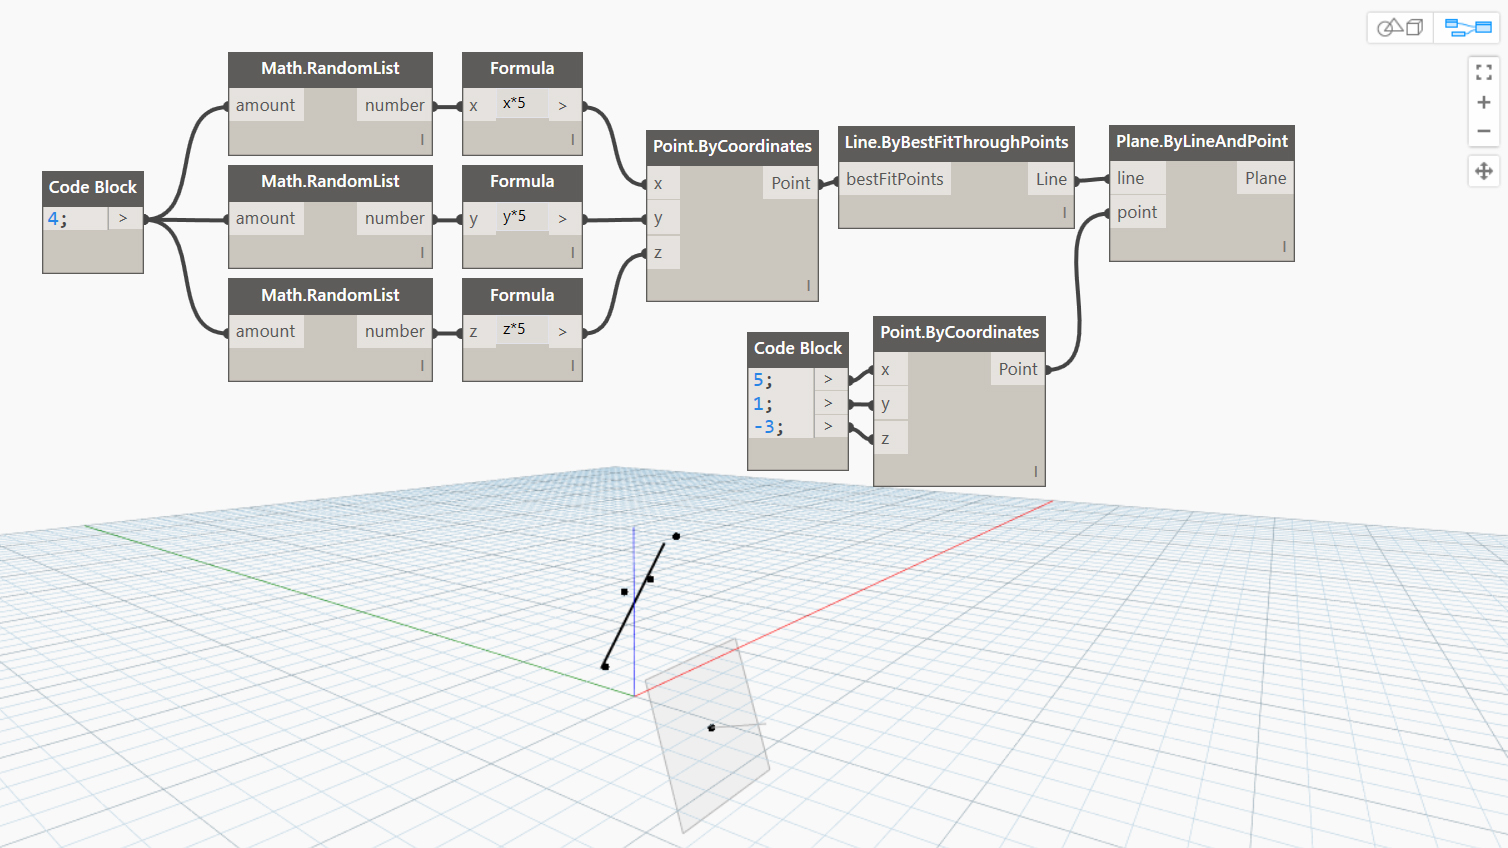 Math.RandomList
amount number
l
Formula
x x*5 >
l
Math.RandomList
amount number
l
Formula
y y*5 >
l
Math.RandomList
amount number
l
Formula
z z*5 >
l
Code Block
4; >
Point.ByCoordinates
x Point
y
z
l
Line.ByBestFitThroughPoints
bestFitPoints Line
l
Plane.ByLineAndPoint
line Plane
point
l
Code Block
5; >
1; >
-3; >
Point.ByCoordinates
x Point
y
z
l